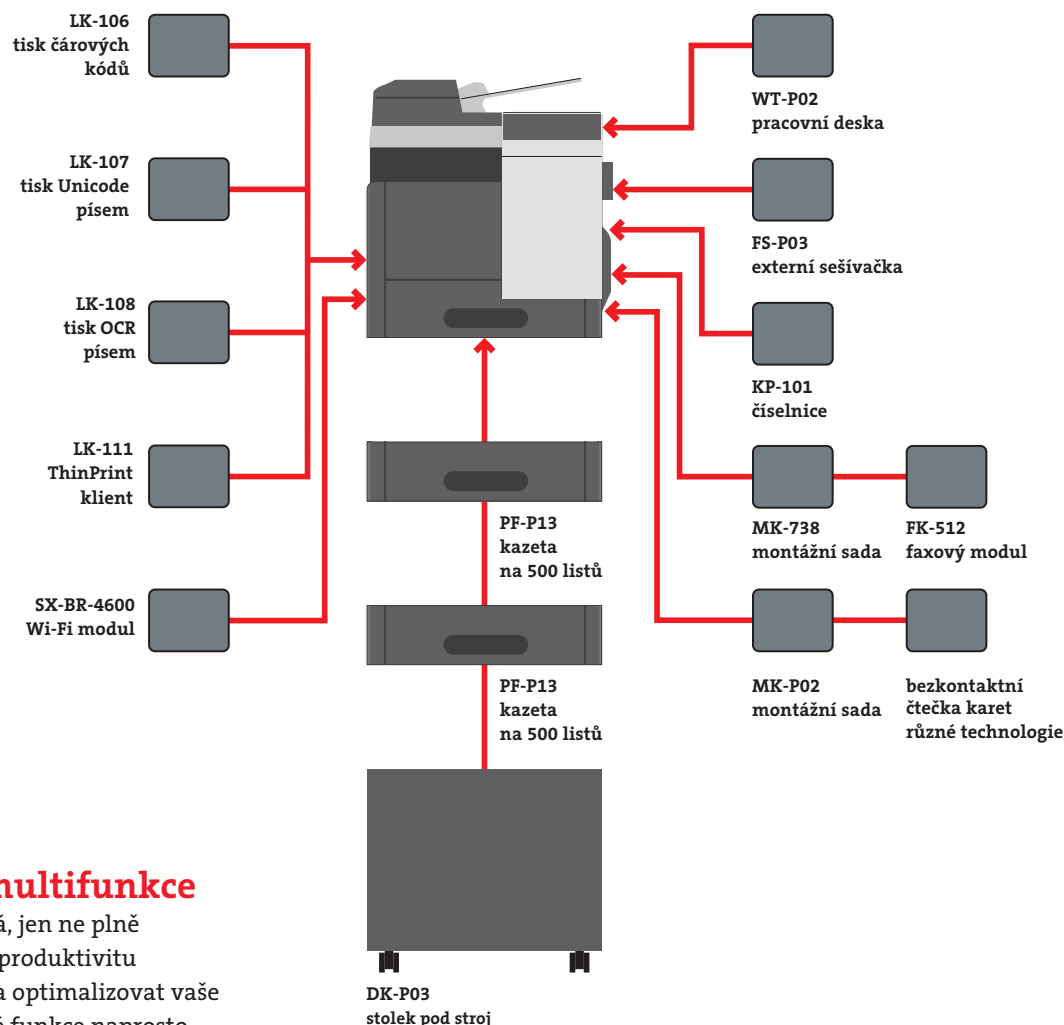 LK-106
tisk čárových
kódů
LK-107
tisk Unicode
písem
LK-108
tisk OCR
písem
LK-111
ThinPrint
klient
SX-BR-4600
Wi-Fi modul
WT-P02
pracovní deska
FS-P03
externí sešívačka
KP-101
číselnice
MK-738
montážní sada
FK-512
faxový modul
MK-P02
montážní sada
bezkontaktní
čtečka karet
různé technologie
PF-P13
kazeta
na 500 listů
PF-P13
kazeta
na 500 listů
DK-P03
stolek pod stroj
multifunkce
á, jen ne plně
produktivitu
a optimalizovat vaše
é funkce naprosto